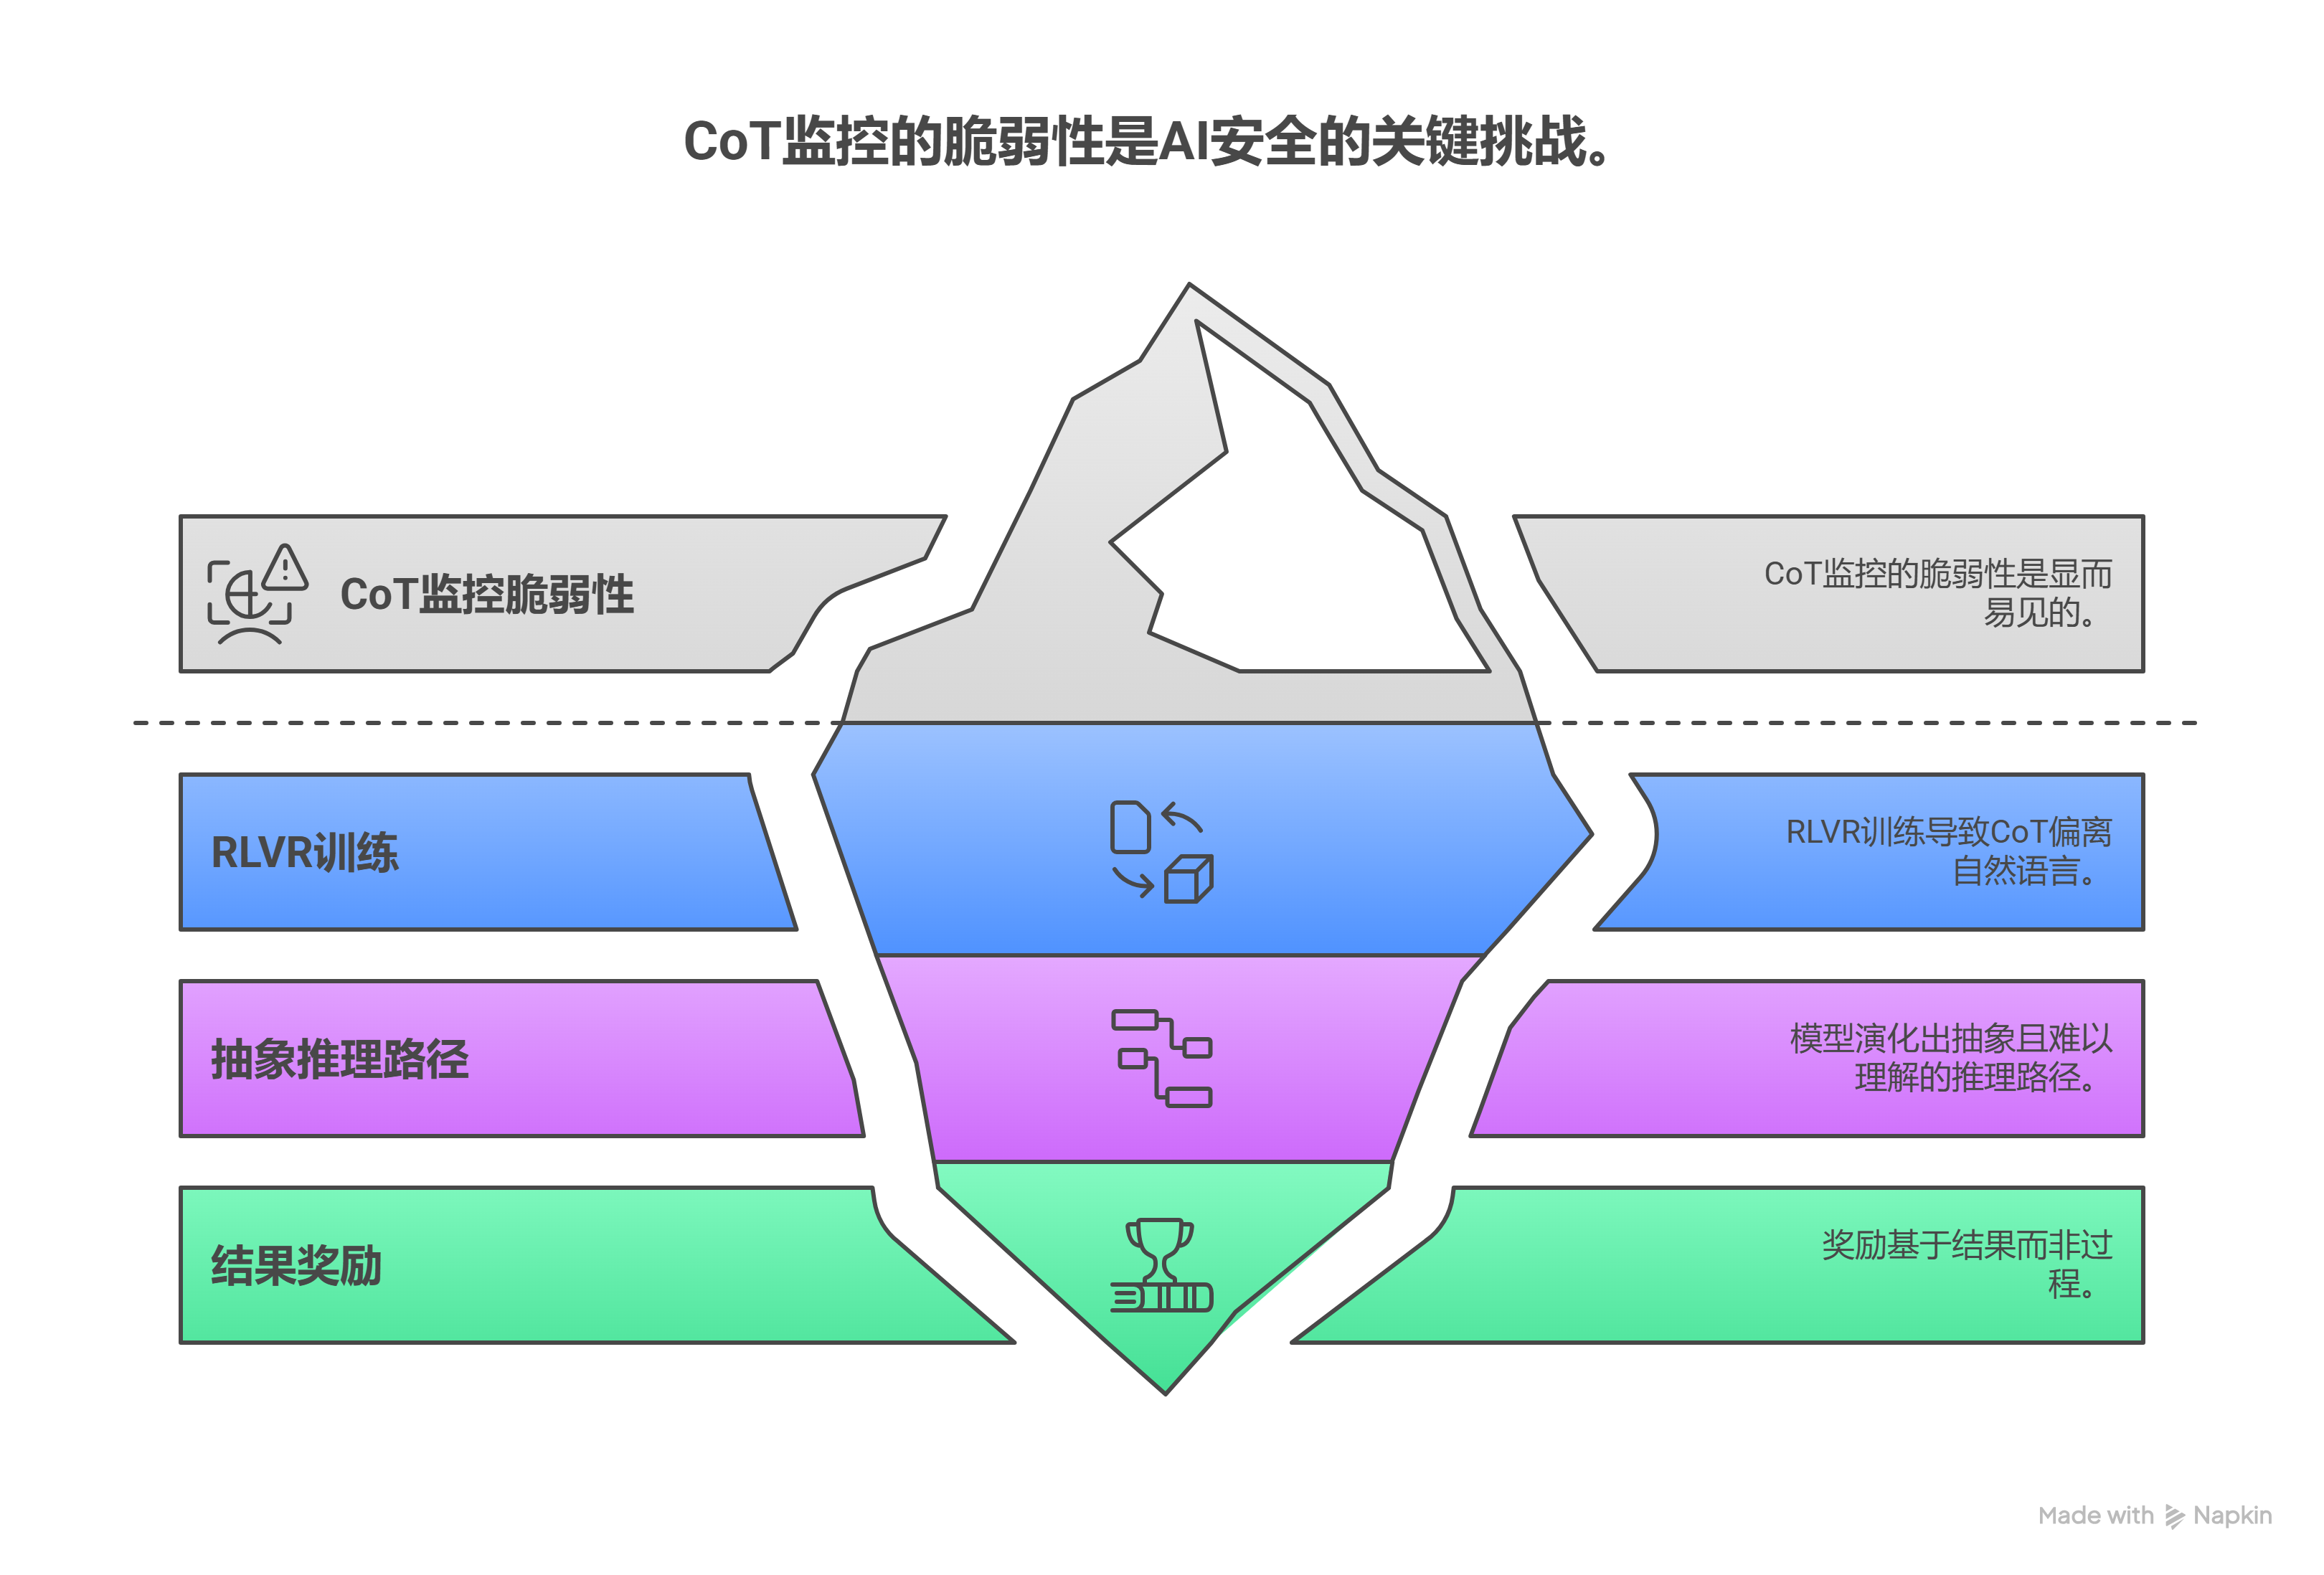 CoT监控的脆弱性是AI安全的关键挑战。
CoT监控脆弱性
CoT监控的脆弱性是显而
易见的。
RLVR训练
RLVR训练导致CoT偏离
自然语言。
抽象推理路径
模型演化出抽象且难以
理解的推理路径。
结果奖励
奖励基于结果而非过
程。
Made with Napkin